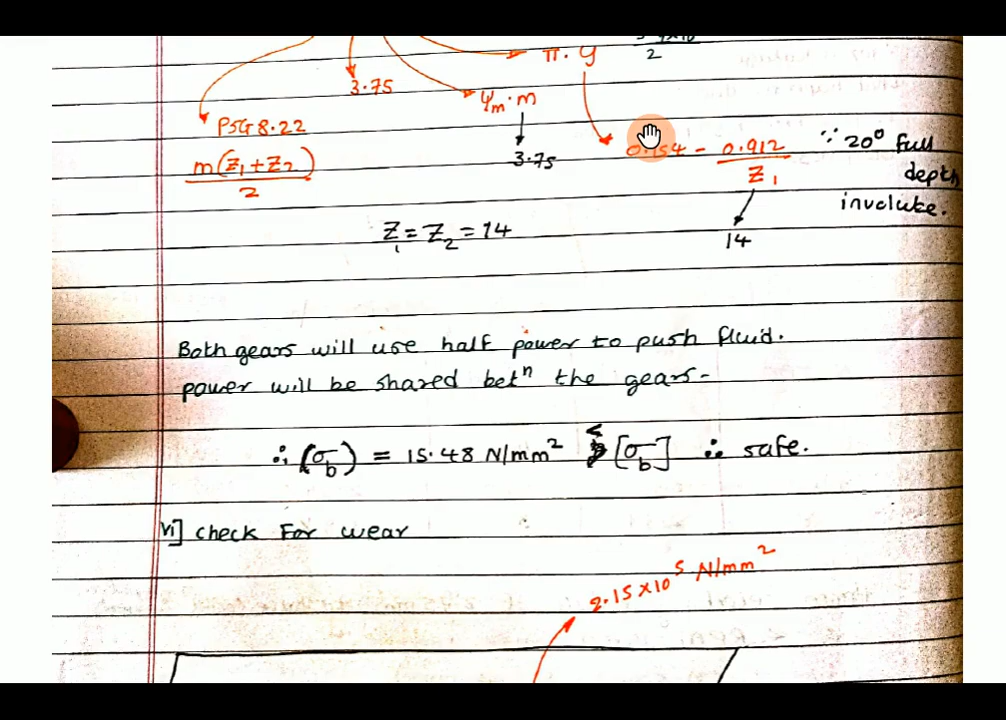 π. y
2
3.75
ψm. m
PSG 8.22
m(Z1+Z2)
2
3.75
0.154 - 0.912
Z1
∵ 20° full
depth
involute.
Z1 = Z2 = 14
14
Both gears will use half power to push fluid.
power will be shared betn the gears-
∴ (σb) = 15.48 N/mm² < [σb] ∴ safe.
vi] check For wear
2.15×10⁵ N/mm²